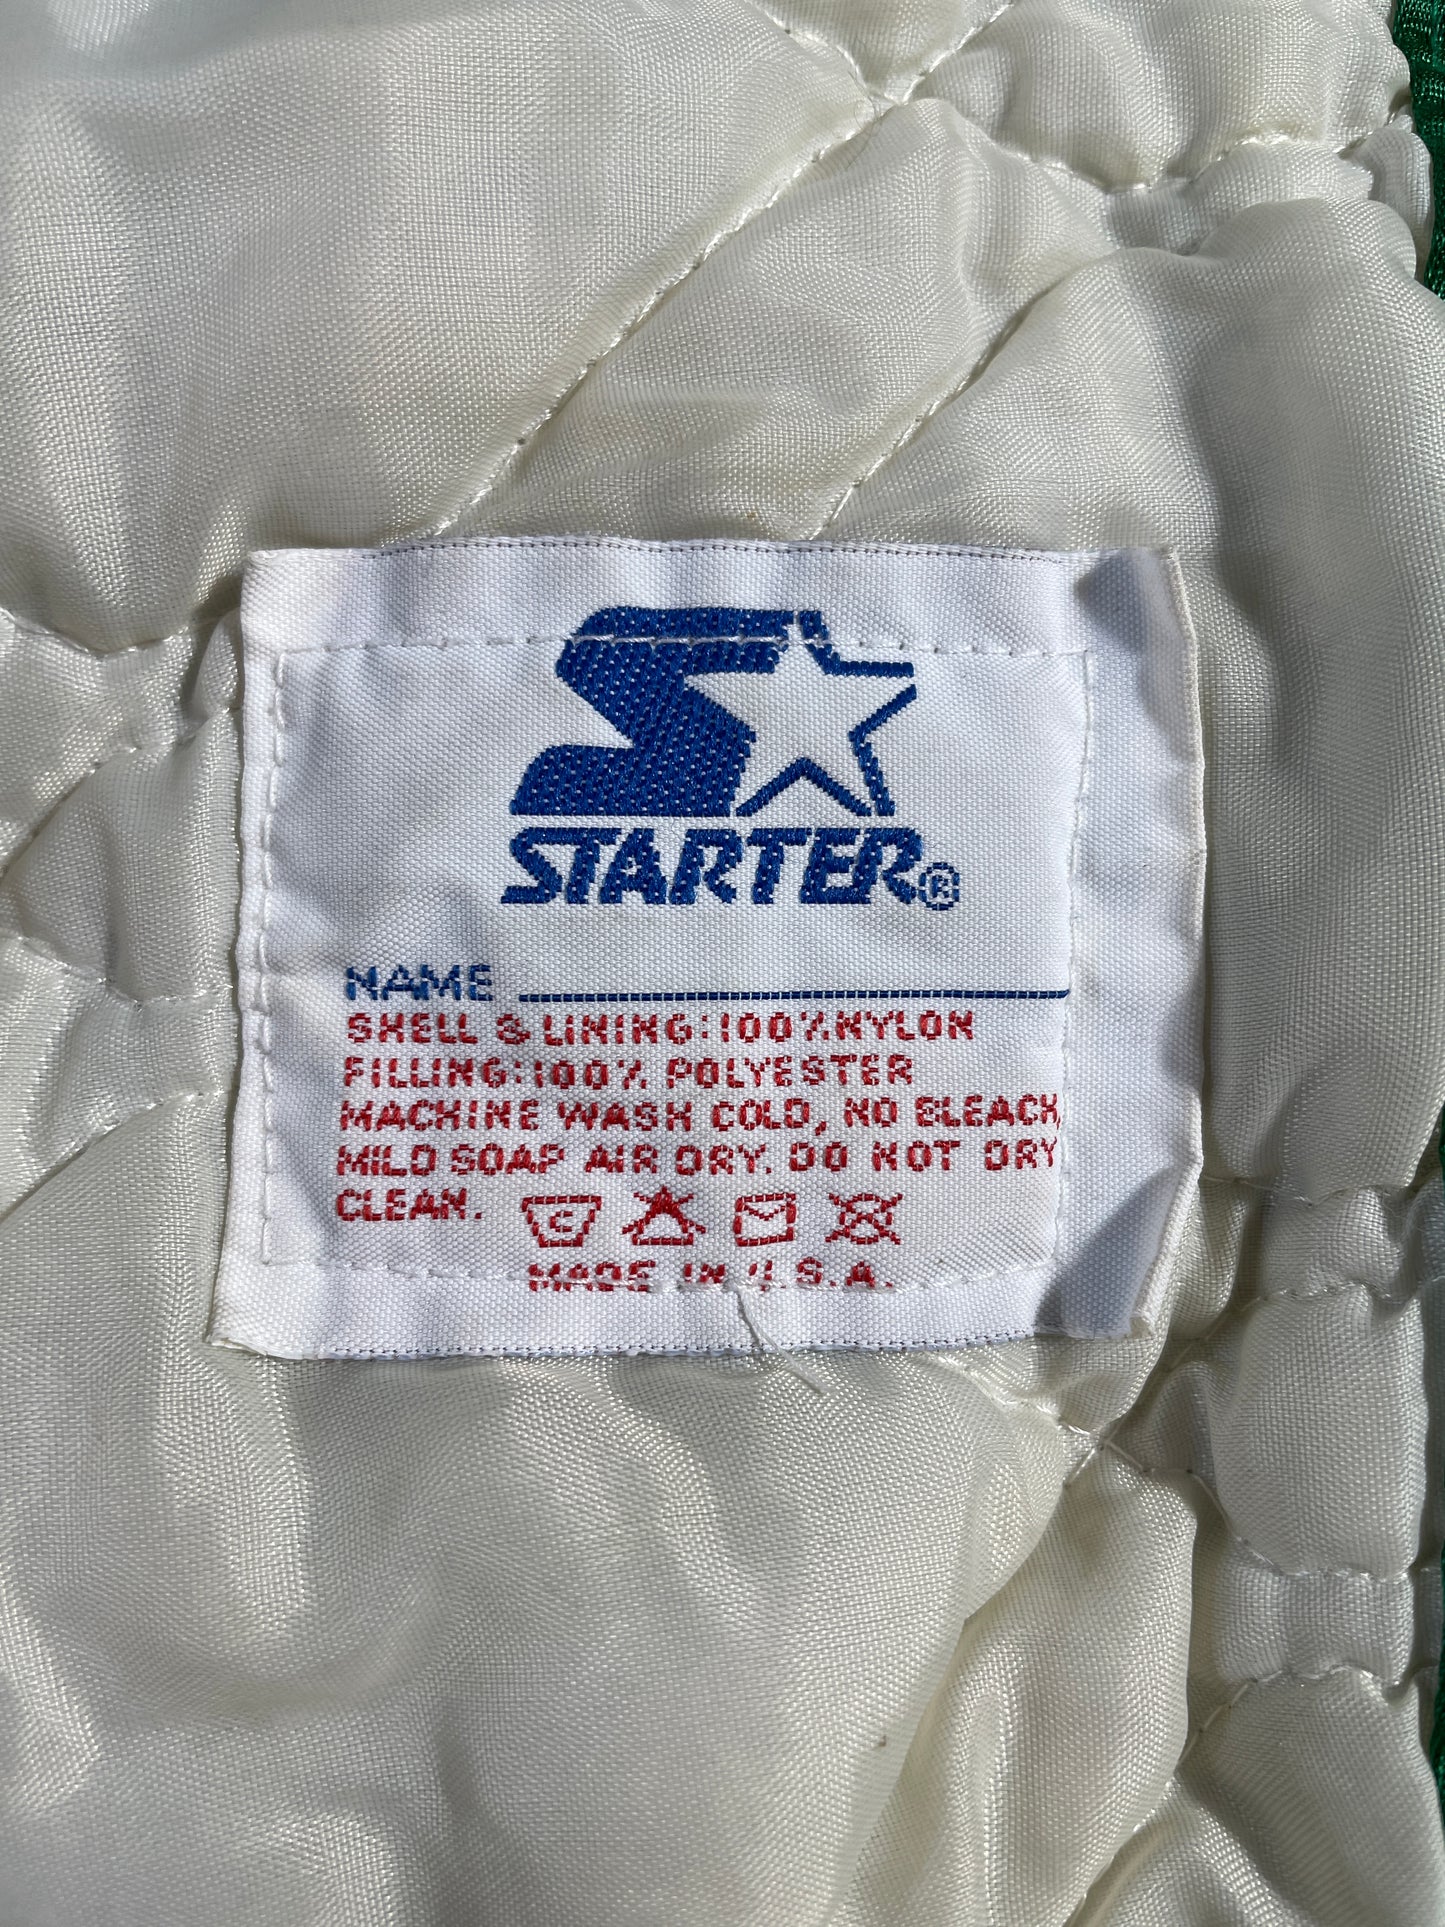 STARTER®
NAME
SHELL & LINING:100% NYLON
FILLING:100% POLYESTER
MACHINE WASH COLD, NO BLEACH,
MILD SOAP AIR DRY. DO NOT DRY
CLEAN. C
MADE IN U.S.A.